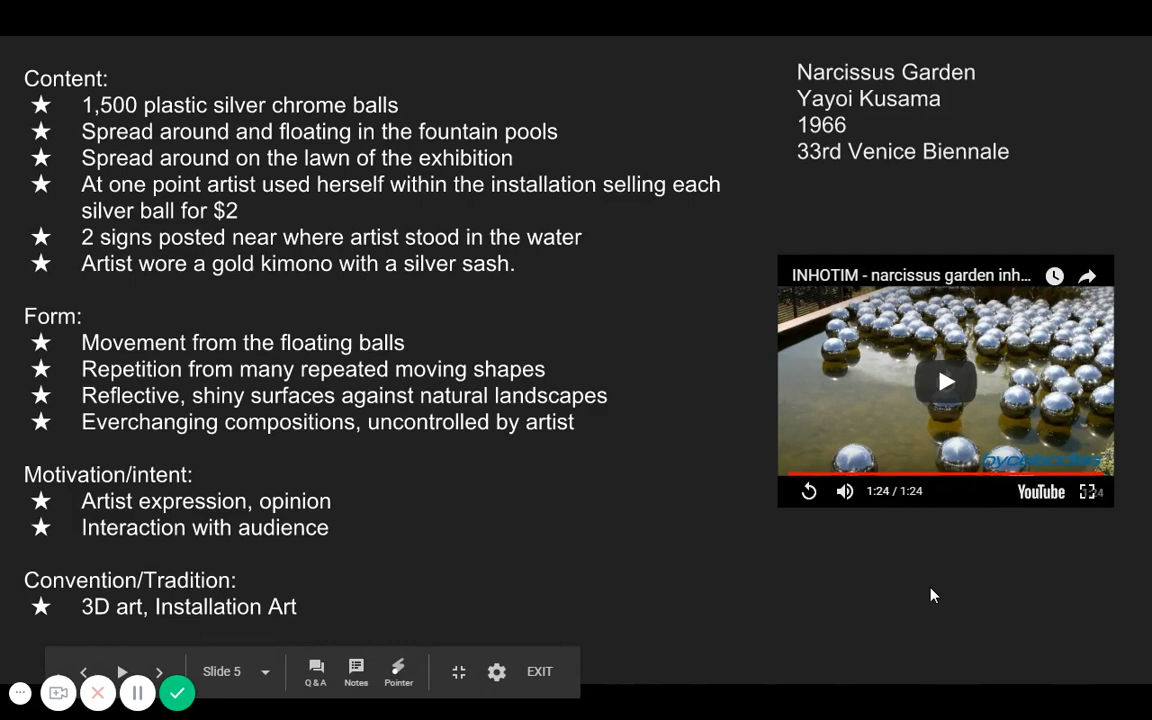 Content:
★ 1,500 plastic silver chrome balls
★ Spread around and floating in the fountain pools
★ Spread around on the lawn of the exhibition
★ At one point artist used herself within the installation selling each
silver ball for $2
★ 2 signs posted near where artist stood in the water
★ Artist wore a gold kimono with a silver sash.
Form:
★ Movement from the floating balls
★ Repetition from many repeated moving shapes
★ Reflective, shiny surfaces against natural landscapes
★ Everchanging compositions, uncontrolled by artist
Motivation/intent:
★ Artist expression, opinion
★ Interaction with audience
Convention/Tradition:
★ 3D art, Installation Art
Narcissus Garden
Yayoi Kusama
1966
33rd Venice Biennale
INHOTIM - narcissus garden inh...
1:24 / 1:24
YouTube
Slide 5
Q & A
Notes
Pointer
EXIT